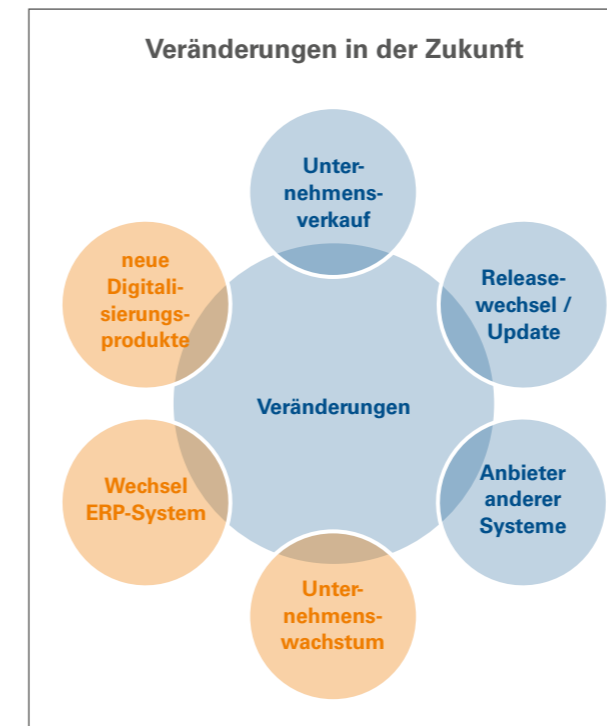 Veränderungen in der Zukunft
Unter-
nehmens-
verkauf
neue
Digitali-
sierungs-
produkte
Release-
wechsel /
Update
Veränderungen
Wechsel
ERP-System
Anbieter
anderer
Systeme
Unter-
nehmens-
wachstum